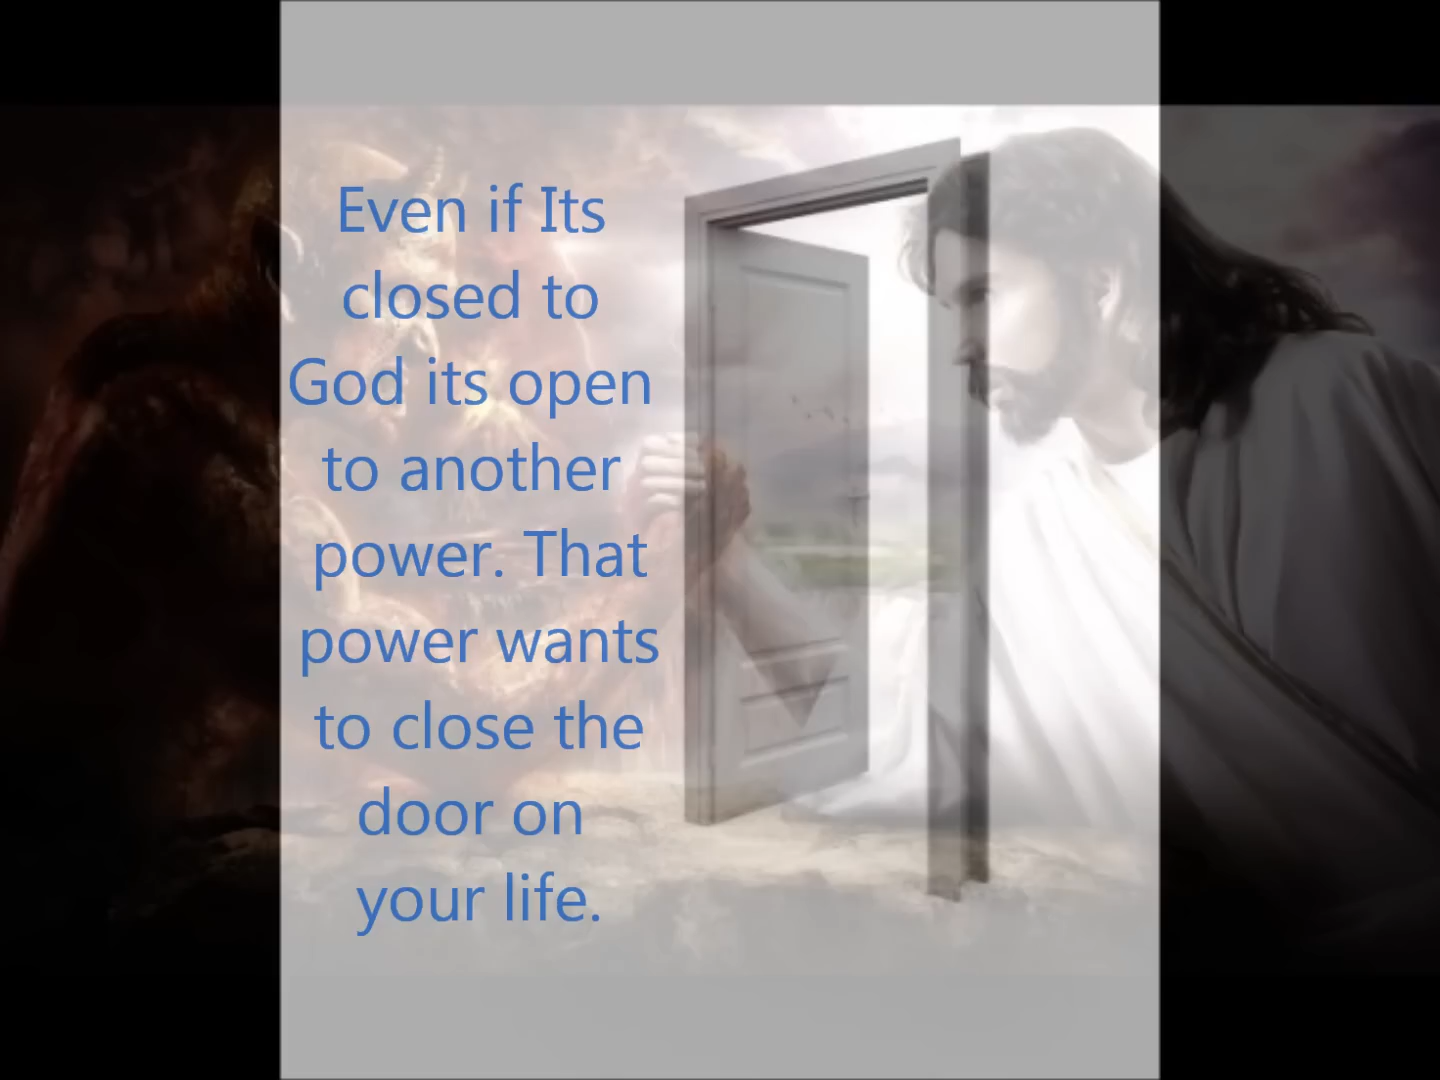 Even if Its
closed to
God its open
to another
power. That
power wants
to close the
door on
your life.